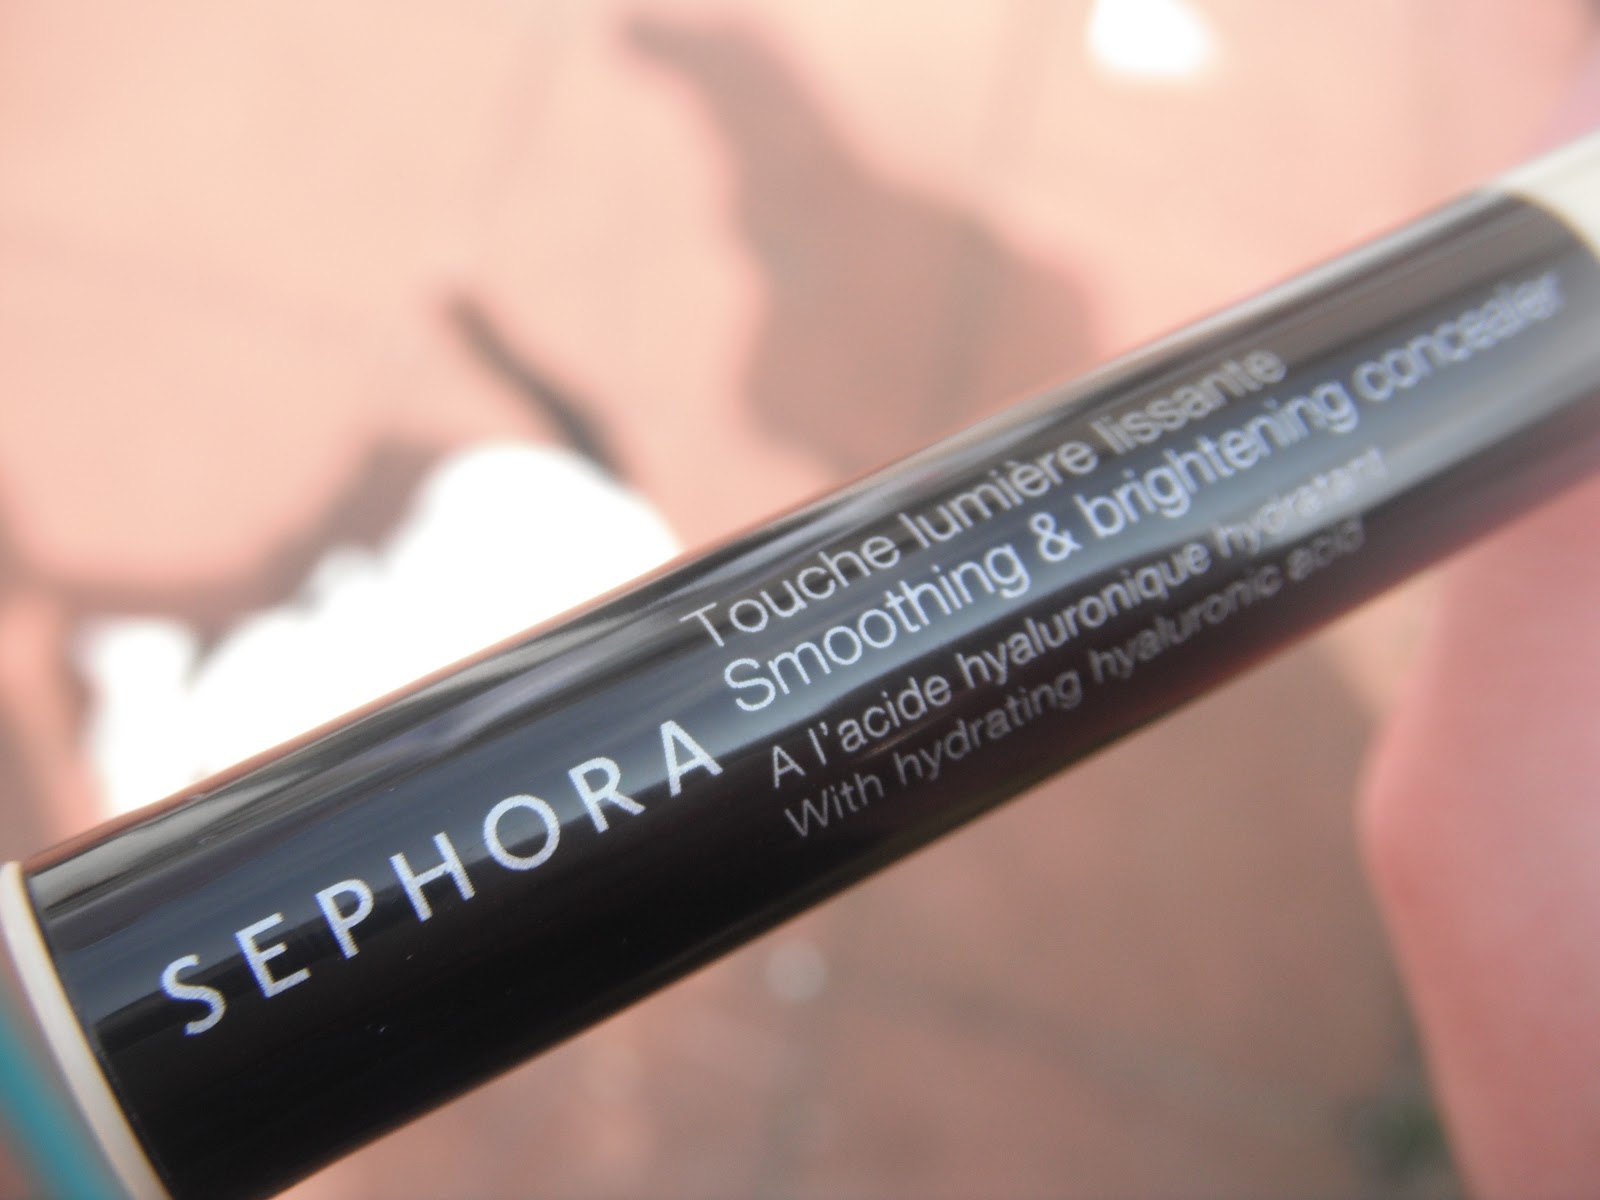 SEPHORA
Touche lumière lissante
Smoothing & brightening concealer
A l'acide hyaluronique hydratant
With hydrating hyaluronic acid